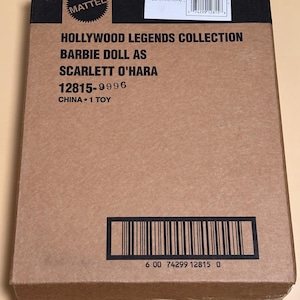 MATTEL
HOLLYWOOD LEGENDS COLLECTION
BARBIE DOLL AS
SCARLETT O'HARA
12815-9996
CHINA • 1 TOY
6 00 74299 12815 0